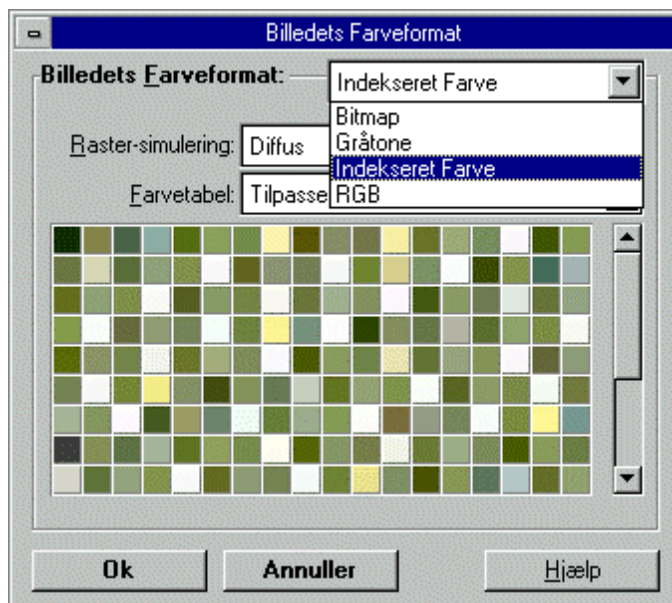 Billedets Farveformat
Billedets Farveformat:
Indekseret Farve
Bitmap
Gråtone
Indekseret Farve
RGB
Raster-simulering: Diffus
Farvetabel: Tilpasse
Ok
Annuller
Hjælp